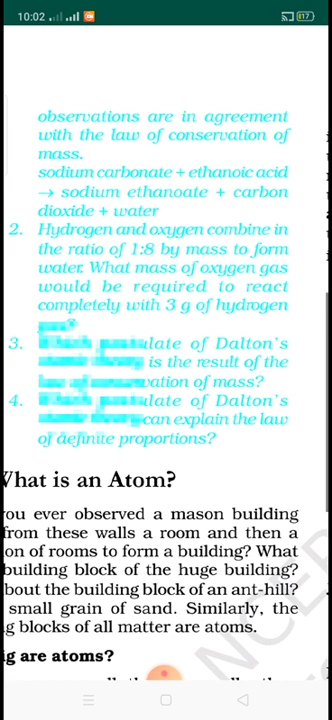 10:02
817
observations are in agreement
with the law of conservation of
mass.
sodium carbonate + ethanoic acid
→ sodium ethanoate + carbon
dioxide + water
2. Hydrogen and oxygen combine in
the ratio of 1:8 by mass to form
water. What mass of oxygen gas
would be required to react
completely with 3 g of hydrogen
3. of Dalton's
is the result of the
of mass?
4. of Dalton's
can explain the law
of definite proportions?
What is an Atom?
ou ever observed a mason building
from these walls a room and then a
on of rooms to form a building? What
building block of the huge building?
bout the building block of an ant-hill?
small grain of sand. Similarly, the
g blocks of all matter are atoms.
ig are atoms?